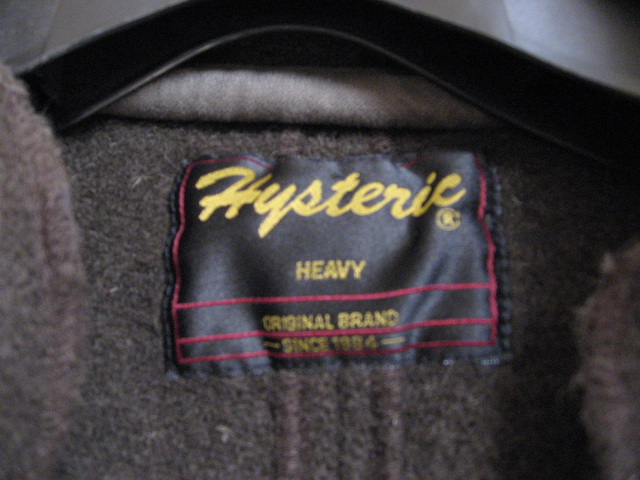 Hysteric
®
HEAVY
ORIGINAL BRAND
— SINCE 1984 —